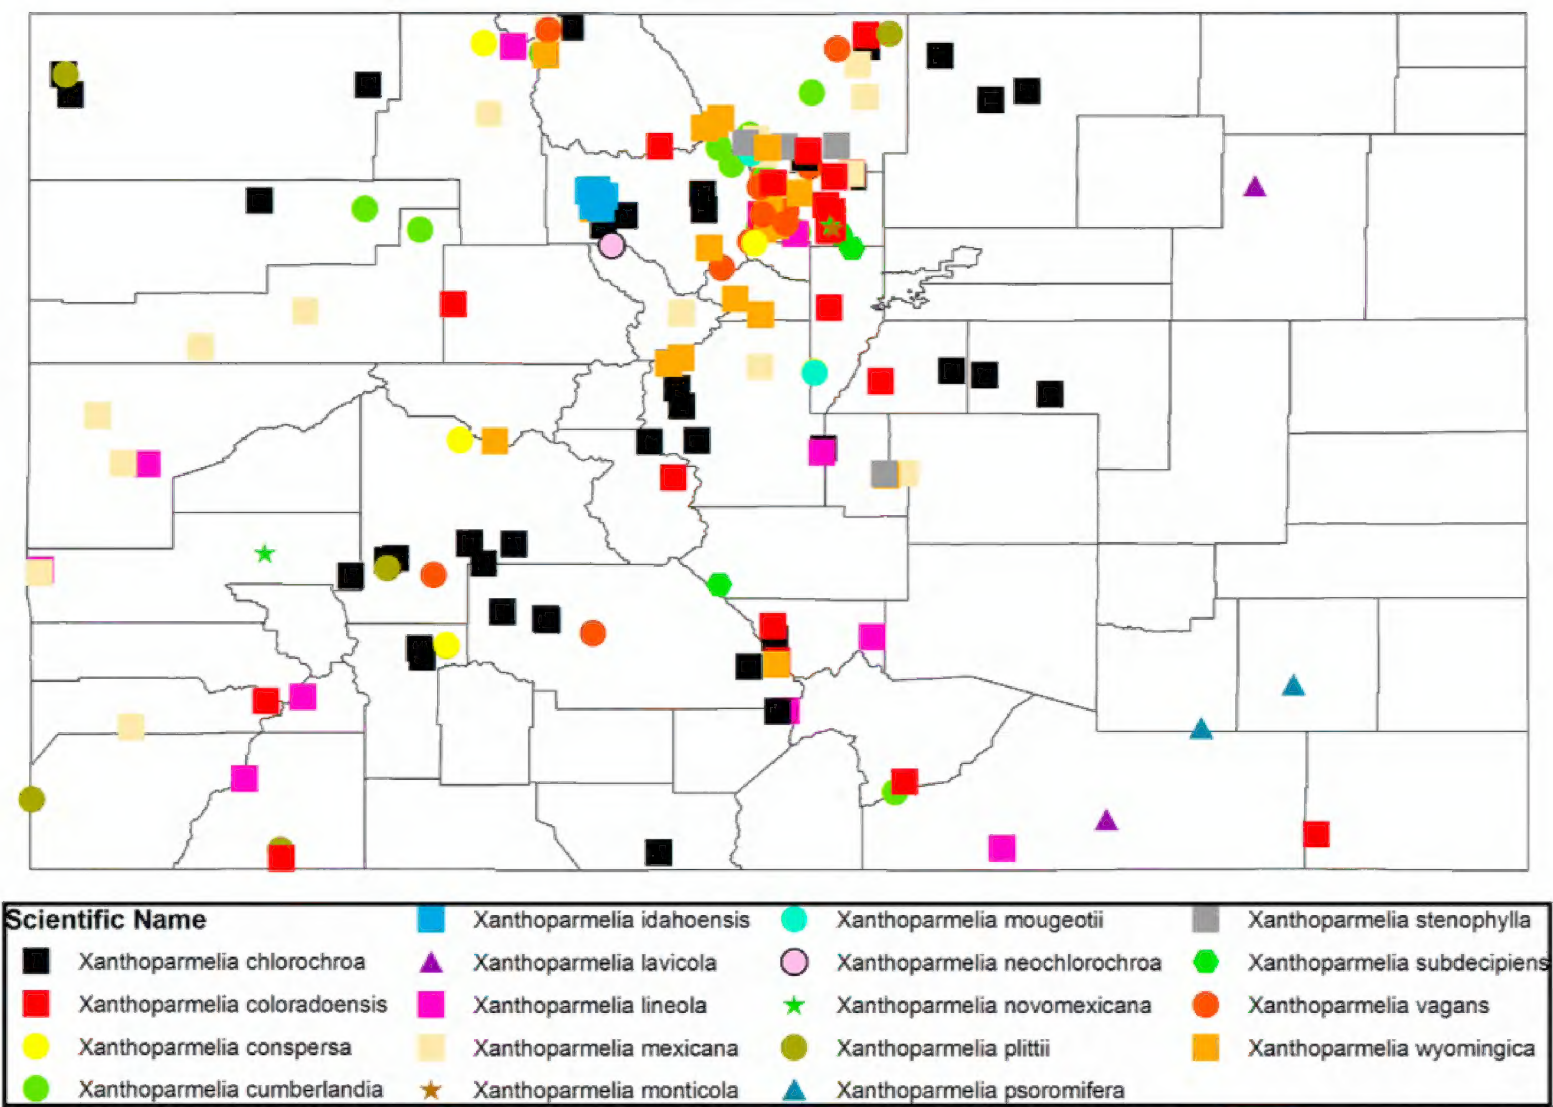 Scientific Name
Xanthoparmelia chlorochroa
Xanthoparmelia coloradoensis
Xanthoparmelia conspersa
Xanthoparmelia cumberlandia
Xanthoparmelia idahoensis
Xanthoparmelia lavicola
Xanthoparmelia lineola
Xanthoparmelia mexicana
Xanthoparmelia monticola
Xanthoparmelia mougeotii
Xanthoparmelia neochlorochroa
Xanthoparmelia novomexicana
Xanthoparmelia plittii
Xanthoparmelia psoromifera
Xanthoparmelia stenophylla
Xanthoparmelia subdecipiens
Xanthoparmelia vagans
Xanthoparmelia wyomingica